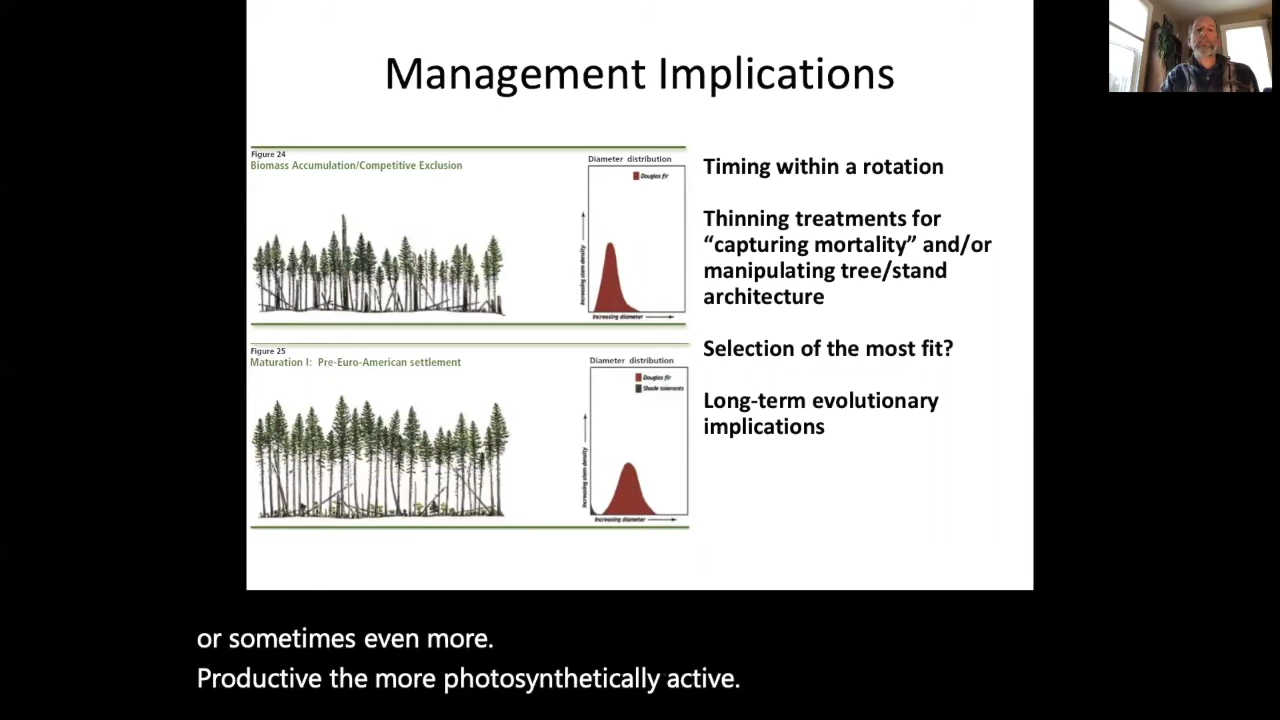 Management Implications
Figure 24
Biomass Accumulation/Competitive Exclusion
Diameter distribution
Douglas fir
Increasing stem density
Increasing diameter
Figure 25
Maturation I: Pre-Euro-American settlement
Diameter distribution
Douglas fir
Shade tolerants
Increasing stem density
Increasing diameter
Timing within a rotation
Thinning treatments for
“capturing mortality” and/or
manipulating tree/stand
architecture
Selection of the most fit?
Long-term evolutionary
implications
or sometimes even more.
Productive the more photosynthetically active.